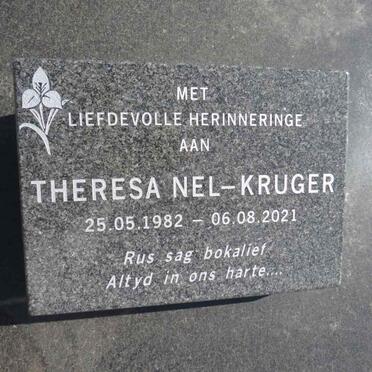 MET
LIEFDEVOLLE HERINNERINGE
AAN
THERESA NEL-KRUGER
25.05.1982 - 06.08.2021
Rus sag bokalief
Altyd in ons harte....